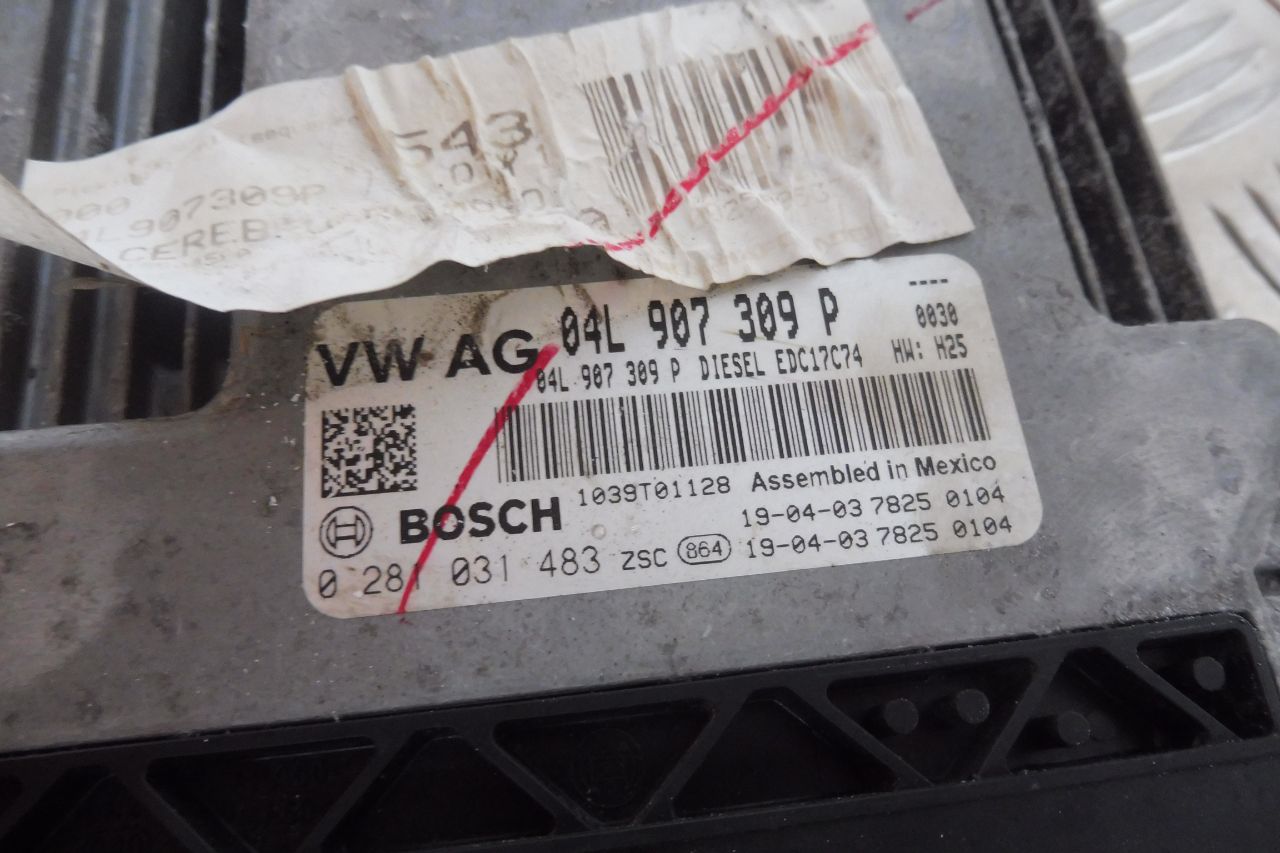 543
907309P
VW AG 04L 907 309 P
----
0030
04L 907 309 P DIESEL EDC17C74 HW: H25
1039T01128 Assembled in Mexico
BOSCH
19-04-03 7825 0104
0 281 031 483 ZSC 864 19-04-03 7825 0104